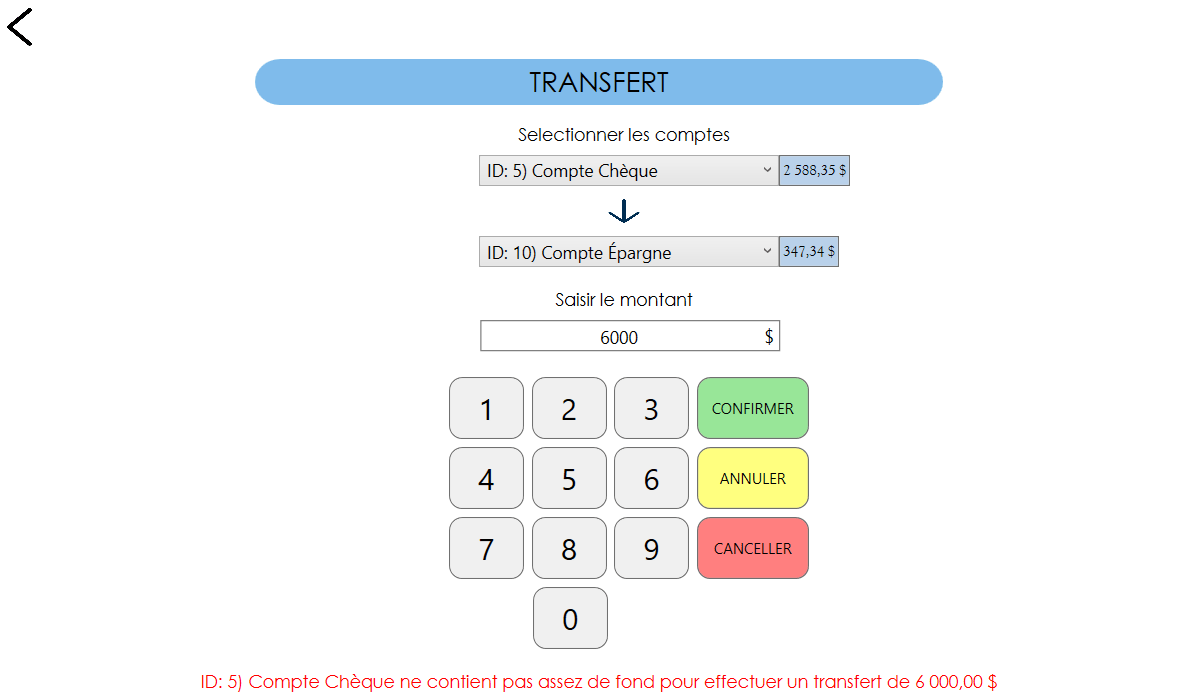 TRANSFERT
Selectionner les comptes
ID: 5) Compte Chèque 2 588,35 $
ID: 10) Compte Épargne 347,34 $
Saisir le montant
6000 $
1 2 3 CONFIRMER
4 5 6 ANNULER
7 8 9 CANCELLER
0
ID: 5) Compte Chèque ne contient pas assez de fond pour effectuer un transfert de 6 000,00 $